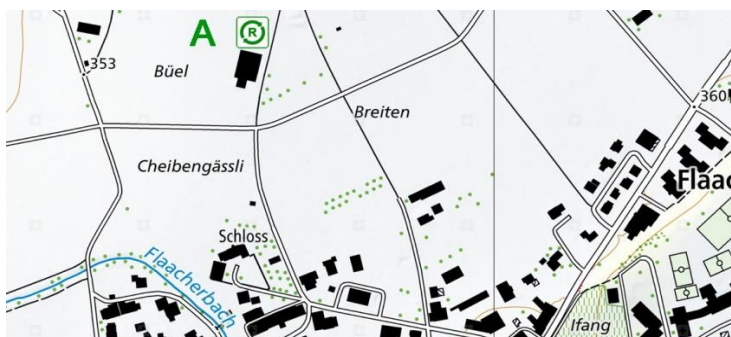 A
R
353
Büel
360
Breiten
Cheibengässli
Flaac
Schloss
Flaacherbach
Ifang